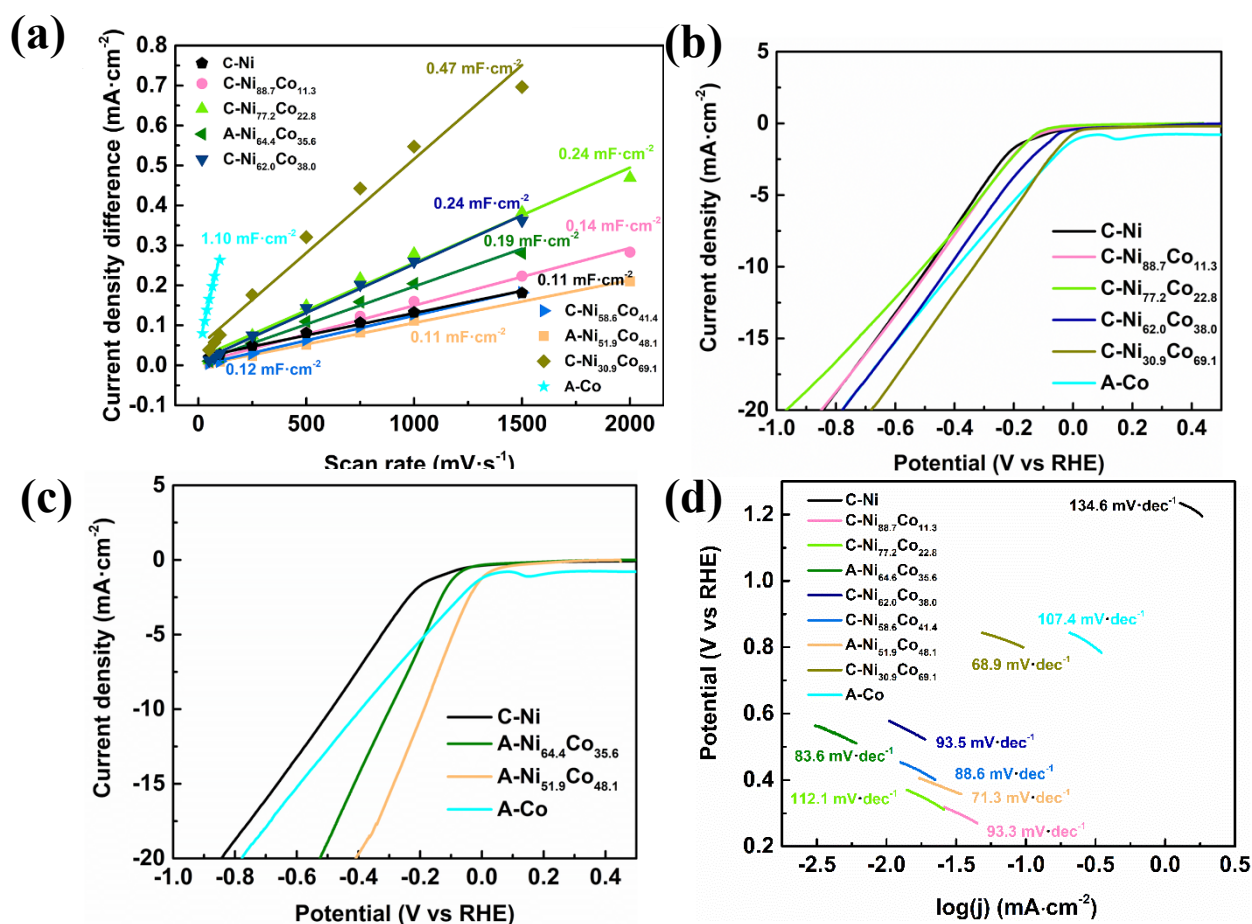 (a)
0.8
0.7
0.6
0.5
0.4
0.3
0.2
0.1
0.0
-0.1
Current density difference (mA·cm⁻²)
C-Ni
C-Ni₈₈.₇Co₁₁.₃
C-Ni₇₇.₂Co₂₂.₈
A-Ni₆₄.₄Co₃₅.₆
C-Ni₆₂.₀Co₃₈.₀
0.47 mF·cm⁻²
0.24 mF·cm⁻²
0.24 mF·cm⁻²
0.14 mF·cm⁻²
0.19 mF·cm⁻²
1.10 mF·cm⁻²
0.11 mF·cm⁻²
0.11 mF·cm⁻²
0.12 mF·cm⁻²
C-Ni₅₈.₆Co₄₁.₄
A-Ni₅₁.₉Co₄₈.₁
C-Ni₃₀.₉Co₆₉.₁
A-Co
0 500 1000 1500 2000
Scan rate (mV·s⁻¹)
(b)
5
0
-5
-10
-15
-20
Current density (mA·cm⁻²)
C-Ni
C-Ni₈₈.₇Co₁₁.₃
C-Ni₇₇.₂Co₂₂.₈
C-Ni₆₂.₀Co₃₈.₀
C-Ni₃₀.₉Co₆₉.₁
A-Co
-1.0 -0.8 -0.6 -0.4 -0.2 0.0 0.2 0.4
Potential (V vs RHE)
(c)
5
0
-5
-10
-15
-20
Current density (mA·cm⁻²)
C-Ni
A-Ni₆₄.₄Co₃₅.₆
A-Ni₅₁.₉Co₄₈.₁
A-Co
-1.0 -0.8 -0.6 -0.4 -0.2 0.0 0.2 0.4
Potential (V vs RHE)
(d)
1.2
1.0
0.8
0.6
0.4
0.2
Potential (V vs RHE)
C-Ni
C-Ni₈₈.₇Co₁₁.₃
C-Ni₇₇.₂Co₂₂.₈
A-Ni₆₄.₆Co₃₅.₆
C-Ni₆₂.₀Co₃₈.₀
C-Ni₅₈.₆Co₄₁.₄
A-Ni₅₁.₉Co₄₈.₁
C-Ni₃₀.₉Co₆₉.₁
A-Co
134.6 mV·dec⁻¹
107.4 mV·dec⁻¹
68.9 mV·dec⁻¹
93.5 mV·dec⁻¹
83.6 mV·dec⁻¹
88.6 mV·dec⁻¹
71.3 mV·dec⁻¹
112.1 mV·dec⁻¹
93.3 mV·dec⁻¹
-2.5 -2.0 -1.5 -1.0 -0.5 0.0 0.5
log(j) (mA·cm⁻²)